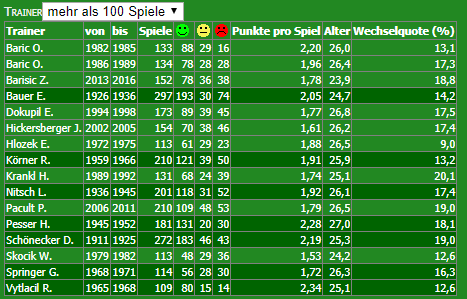 Trainer mehr als 100 Spiele
Trainer von bis Spiele Punkte pro Spiel Alter Wechselquote (%)
Baric O. 1982 1985 133 88 29 16 2,20 26,0 13,1
Baric O. 1986 1989 134 78 28 28 1,96 26,4 17,3
Barisic Z. 2013 2016 152 78 36 38 1,78 23,9 18,8
Bauer E. 1926 1936 297 193 30 74 2,05 24,7 14,2
Dokupil E. 1994 1998 173 89 39 45 1,77 26,8 17,5
Hickersberger J. 2002 2005 154 70 38 46 1,61 26,2 17,4
Hlozek E. 1972 1975 113 61 29 23 1,88 26,5 9,0
Körner R. 1959 1966 210 121 39 50 1,91 25,9 13,2
Krankl H. 1989 1992 131 68 24 39 1,74 25,1 20,1
Nitsch L. 1936 1945 201 118 31 52 1,92 26,1 17,4
Pacult P. 2006 2011 210 109 48 53 1,79 26,5 19,0
Pesser H. 1945 1952 181 131 20 30 2,28 27,0 18,1
Schönecker D. 1911 1925 272 183 46 43 2,19 25,3 19,0
Skocik W. 1979 1982 113 48 29 36 1,53 24,2 12,6
Springer G. 1968 1971 114 56 28 30 1,72 26,3 16,3
Vytlacil R. 1965 1968 109 80 15 14 2,34 25,1 12,6